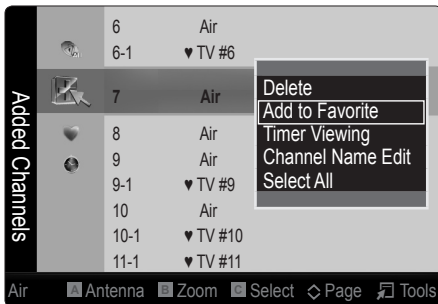 Added Channels
6 Air
6-1 ♥ TV #6
7 Air
8 Air
9 Air
9-1 ♥ TV #9
10 Air
10-1 ♥ TV #10
11-1 ♥ TV #11
Delete
Add to Favorite
Timer Viewing
Channel Name Edit
Select All
Air A Antenna B Zoom C Select Page Tools